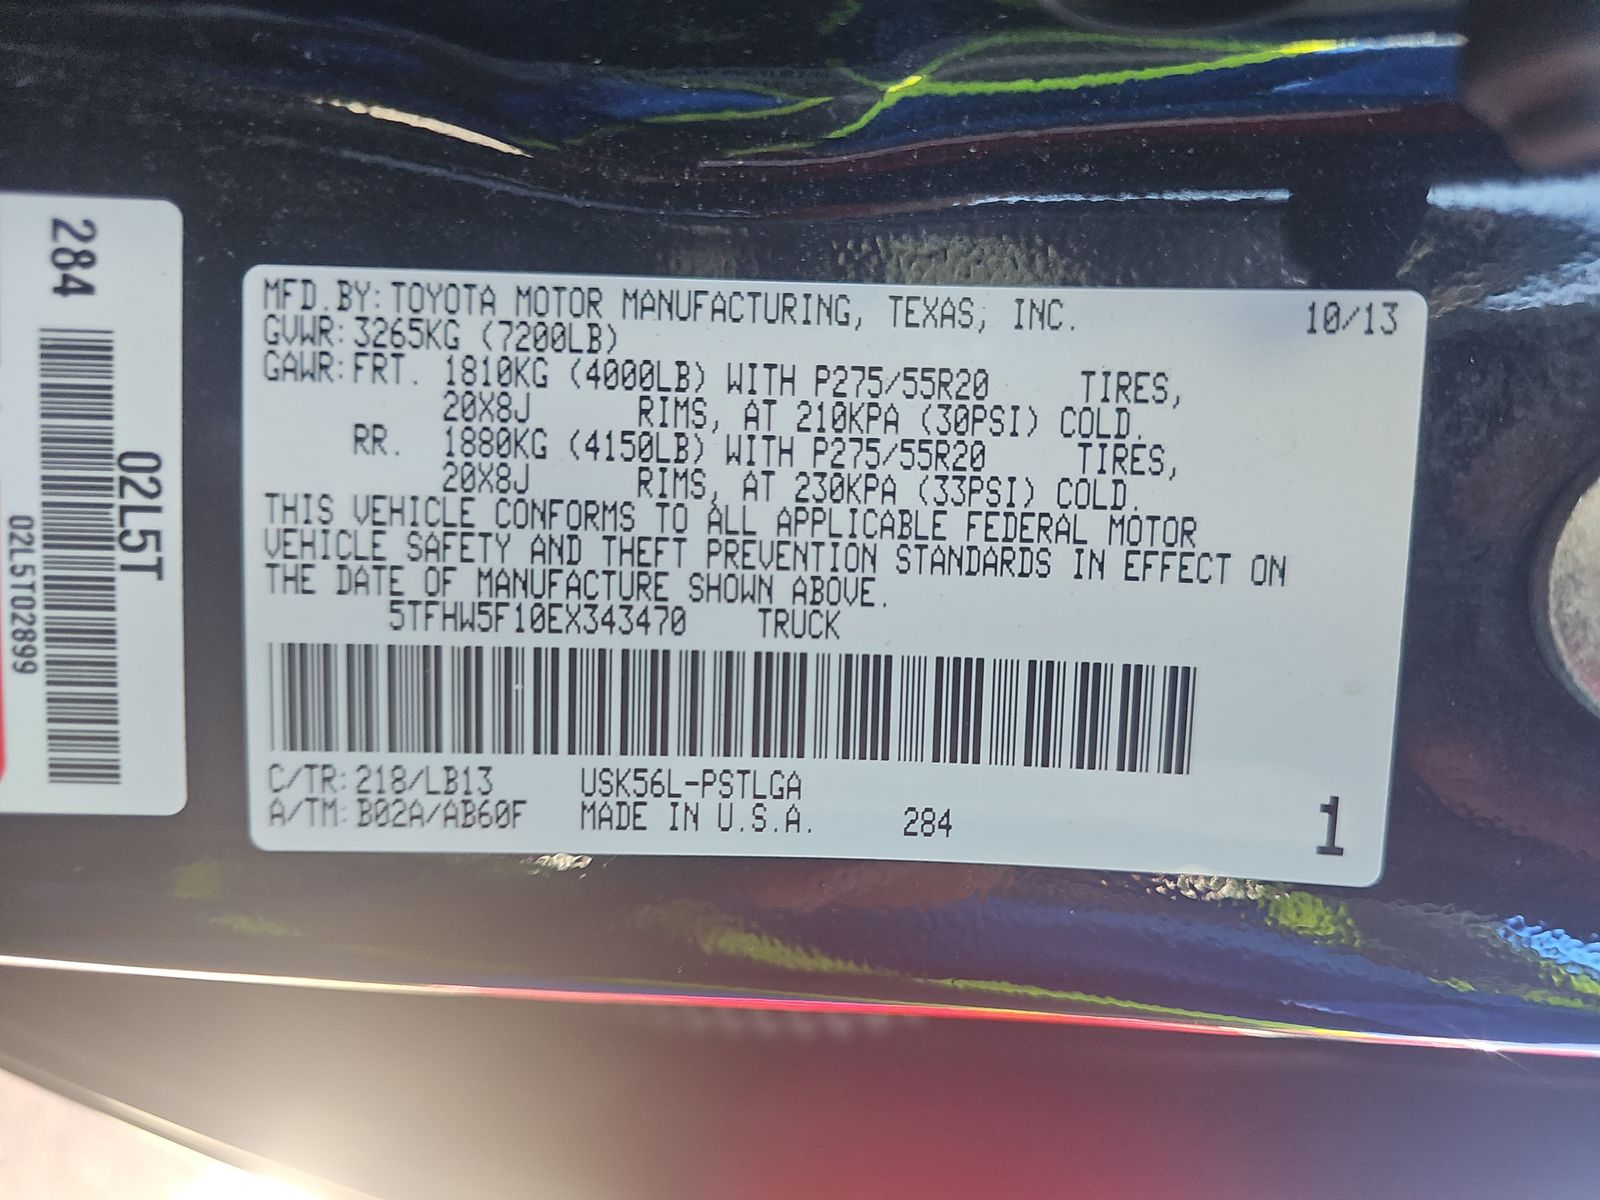 MFD.BY:TOYOTA MOTOR MANUFACTURING, TEXAS, INC. 10/13
GVWR:3265KG (7200LB)
GAWR:FRT. 1810KG (4000LB) WITH P275/55R20 TIRES,
20X8J RIMS, AT 210KPA (30PSI) COLD.
RR. 1880KG (4150LB) WITH P275/55R20 TIRES,
20X8J RIMS, AT 230KPA (33PSI) COLD.
THIS VEHICLE CONFORMS TO ALL APPLICABLE FEDERAL MOTOR
VEHICLE SAFETY AND THEFT PREVENTION STANDARDS IN EFFECT ON
THE DATE OF MANUFACTURE SHOWN ABOVE.
5TFHW5F10EX343470 TRUCK
C/TR:218/LB13 USK56L-PSTLGA
A/TM:B02A/AB60F MADE IN U.S.A. 284 1
284
02L5T
02L5T02899